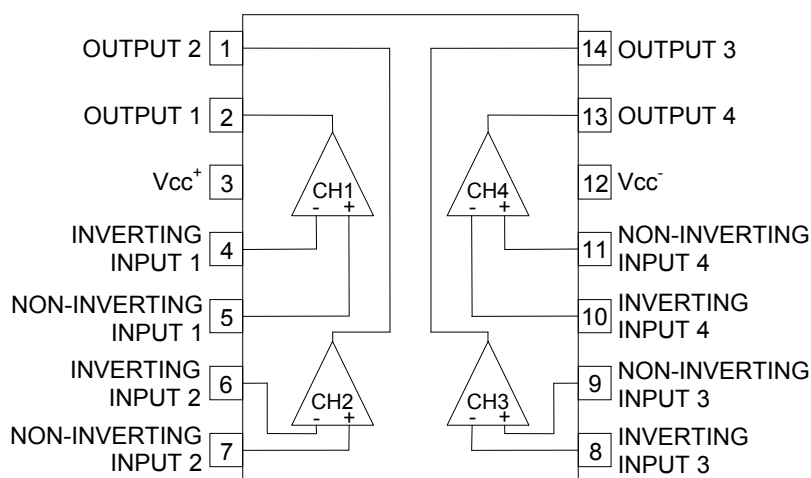 OUTPUT 2 1
OUTPUT 1 2
Vcc+ 3
INVERTING
INPUT 1 4
NON-INVERTING
INPUT 1 5
INVERTING
INPUT 2 6
NON-INVERTING
INPUT 2 7
CH1
- +
CH2
- +
CH4
- +
CH3
- +
14 OUTPUT 3
13 OUTPUT 4
12 Vcc-
11 NON-INVERTING
INPUT 4
10 INVERTING
INPUT 4
9 NON-INVERTING
INPUT 3
8 INVERTING
INPUT 3